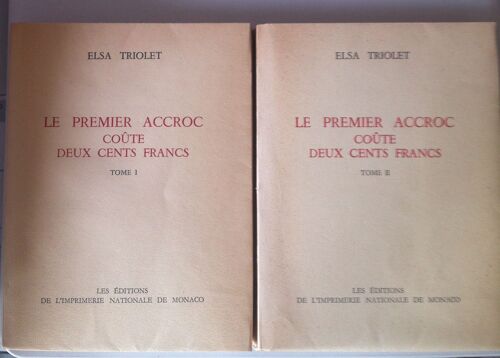 ELSA TRIOLET
LE PREMIER ACCROC
COÛTE
DEUX CENTS FRANCS
TOME I
LES ÉDITIONS
DE L'IMPRIMERIE NATIONALE DE MONACO
ELSA TRIOLET
LE PREMIER ACCROC
COÛTE
DEUX CENTS FRANCS
TOME II
LES ÉDITIONS
DE L'IMPRIMERIE NATIONALE DE MONACO